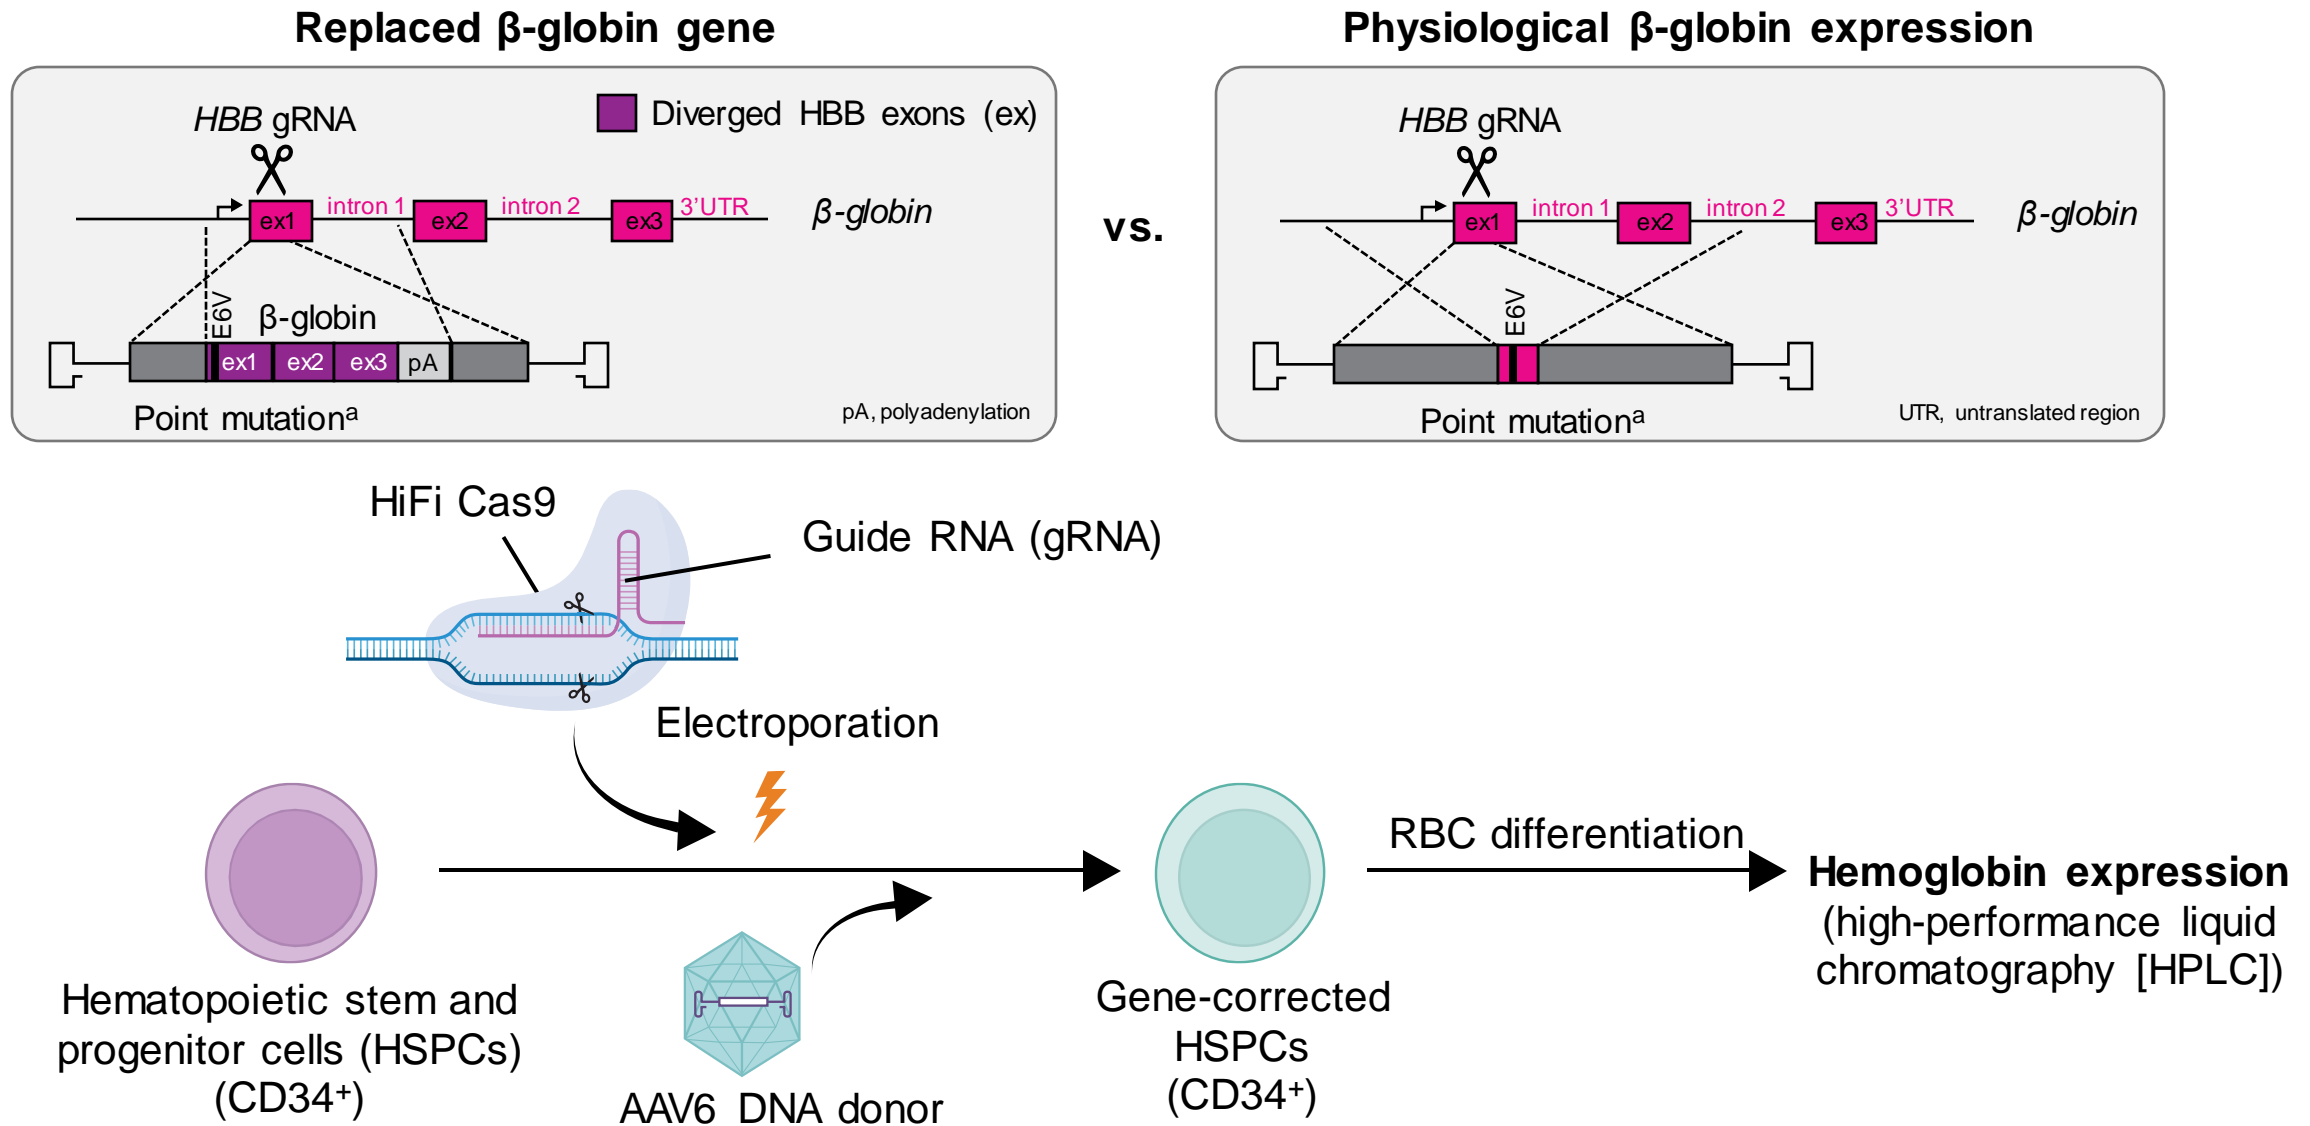 Replaced β-globin gene
HBB gRNA
Diverged HBB exons (ex)
ex1
intron 1
ex2
intron 2
ex3
3'UTR
β-globin
E6V
β-globin
ex1
ex2
ex3
pA
Point mutationᵃ
pA, polyadenylation
vs.
Physiological β-globin expression
HBB gRNA
ex1
intron 1
ex2
intron 2
ex3
3'UTR
β-globin
E6V
Point mutationᵃ
UTR, untranslated region
HiFi Cas9
Guide RNA (gRNA)
Electroporation
Hematopoietic stem and
progenitor cells (HSPCs)
(CD34⁺)
AAV6 DNA donor
Gene-corrected
HSPCs
(CD34⁺)
RBC differentiation
Hemoglobin expression
(high-performance liquid
chromatography [HPLC])